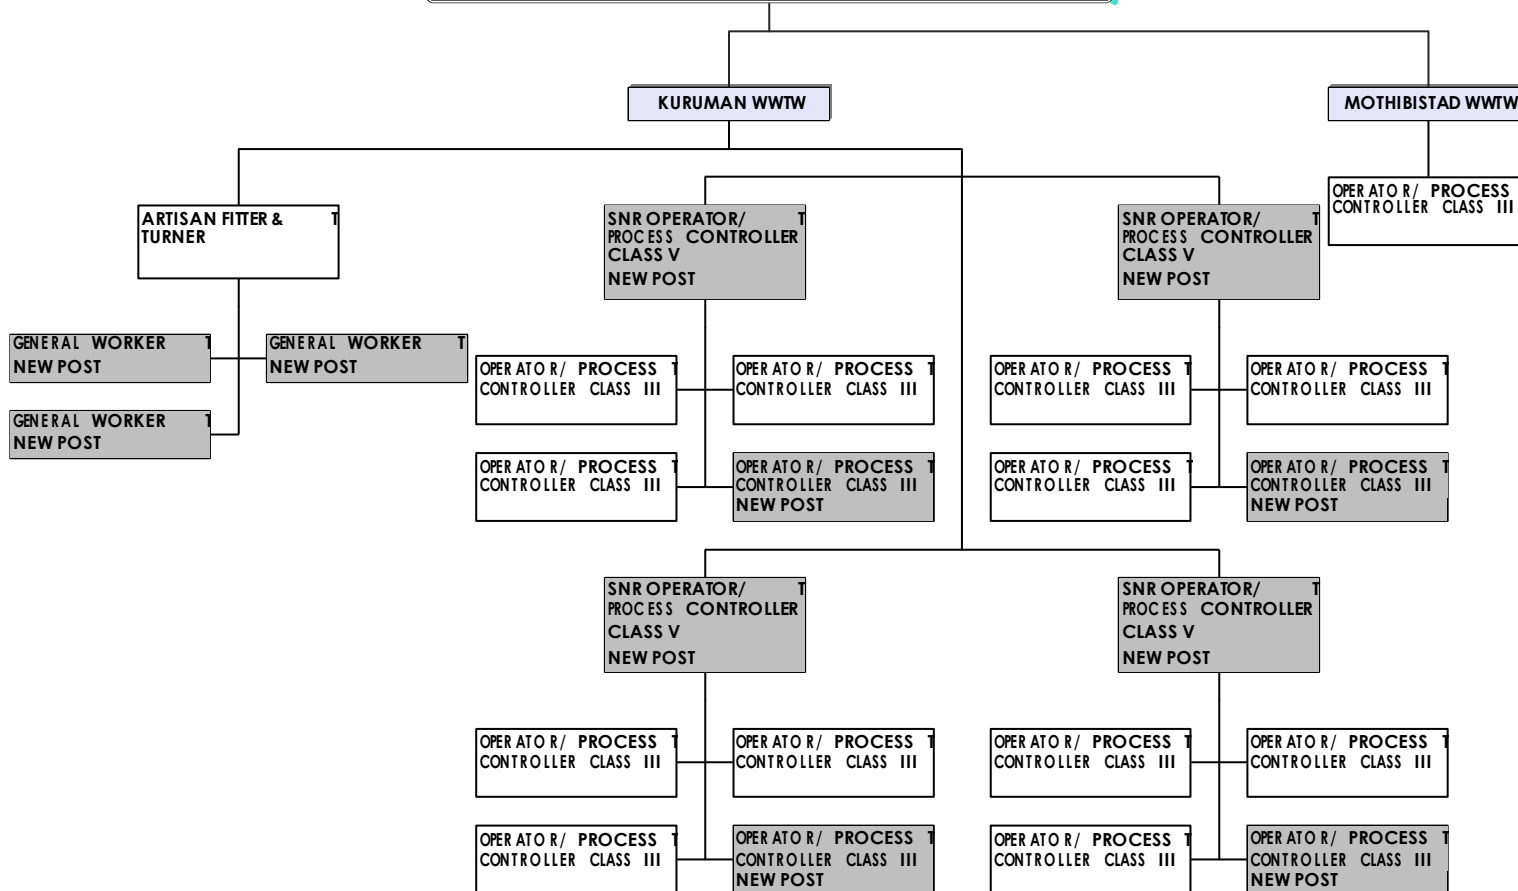 KURUMAN WWTW
MOTHIBISTAD WWTW
ARTISAN FITTER & T
TURNER
SNR OPERATOR/ T
PROCESS CONTROLLER
CLASS V
NEW POST
SNR OPERATOR/ T
PROCESS CONTROLLER
CLASS V
NEW POST
OPERATOR/ PROCESS
CONTROLLER CLASS III
GENERAL WORKER T
NEW POST
GENERAL WORKER T
NEW POST
GENERAL WORKER T
NEW POST
OPERATOR/ PROCESS T
CONTROLLER CLASS III
OPERATOR/ PROCESS T
CONTROLLER CLASS III
OPERATOR/ PROCESS T
CONTROLLER CLASS III
OPERATOR/ PROCESS T
CONTROLLER CLASS III
NEW POST
OPERATOR/ PROCESS T
CONTROLLER CLASS III
OPERATOR/ PROCESS T
CONTROLLER CLASS III
OPERATOR/ PROCESS T
CONTROLLER CLASS III
OPERATOR/ PROCESS T
CONTROLLER CLASS III
NEW POST
SNR OPERATOR/ T
PROCESS CONTROLLER
CLASS V
NEW POST
SNR OPERATOR/ T
PROCESS CONTROLLER
CLASS V
NEW POST
OPERATOR/ PROCESS T
CONTROLLER CLASS III
OPERATOR/ PROCESS T
CONTROLLER CLASS III
OPERATOR/ PROCESS T
CONTROLLER CLASS III
OPERATOR/ PROCESS T
CONTROLLER CLASS III
NEW POST
OPERATOR/ PROCESS T
CONTROLLER CLASS III
OPERATOR/ PROCESS T
CONTROLLER CLASS III
OPERATOR/ PROCESS T
CONTROLLER CLASS III
OPERATOR/ PROCESS T
CONTROLLER CLASS III
NEW POST